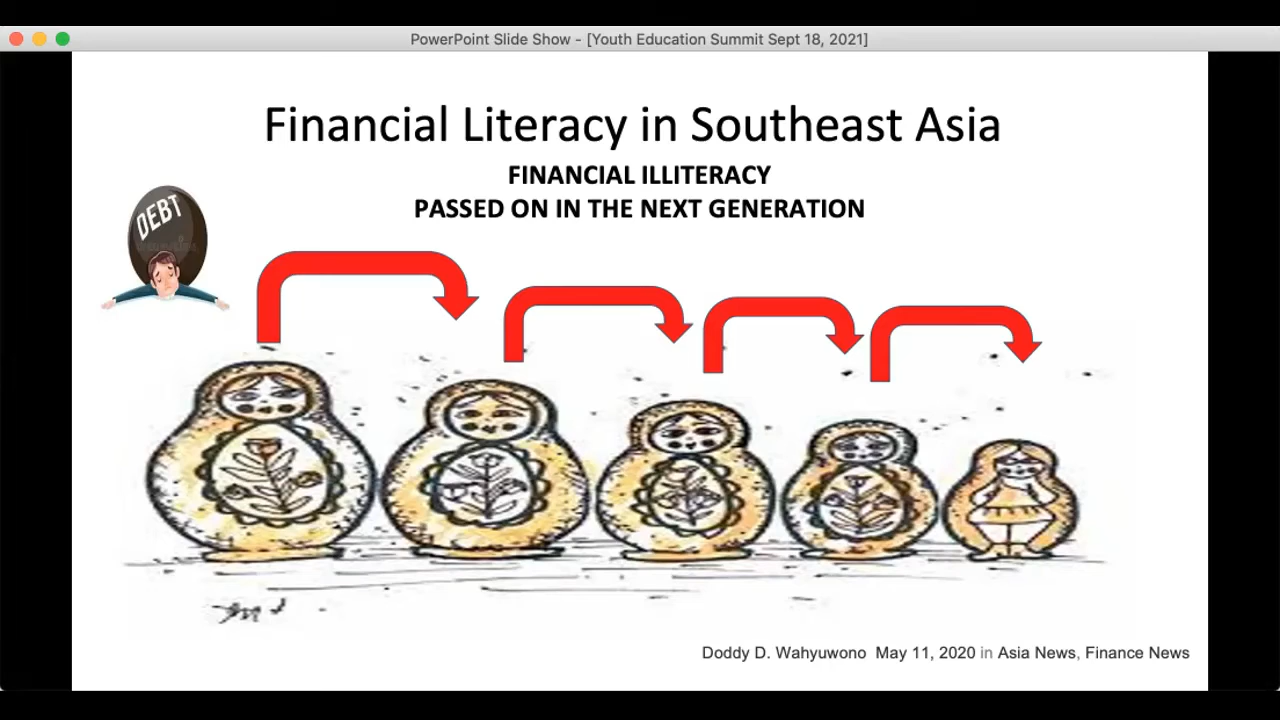 PowerPoint Slide Show - [Youth Education Summit Sept 18, 2021]
Financial Literacy in Southeast Asia
FINANCIAL ILLITERACY
PASSED ON IN THE NEXT GENERATION
DEBT
Doddy D. Wahyuwono  May 11, 2020 in Asia News, Finance News